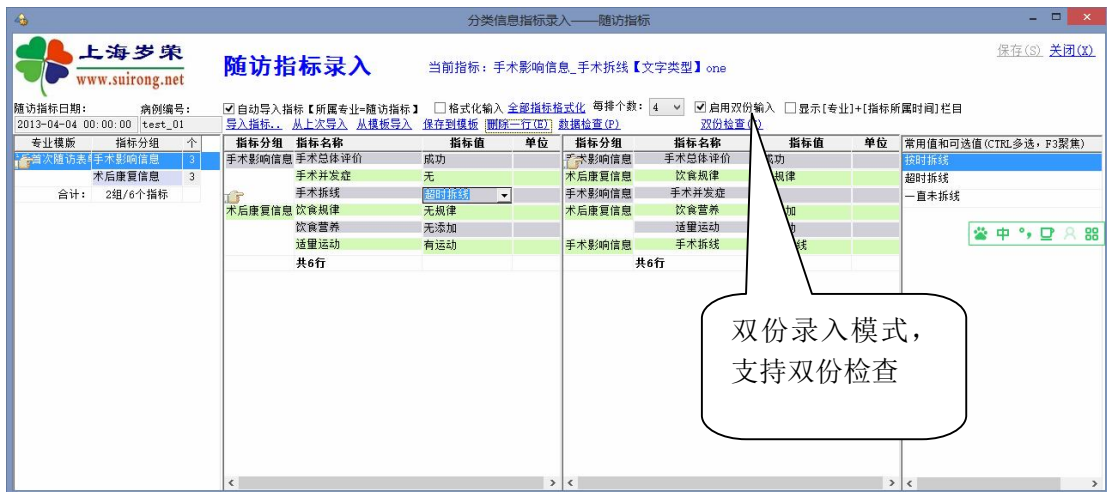 分类信息指标录入——随访指标
上海岁荣
www.suirong.net
随访指标录入
当前指标：手术影响信息_手术拆线【文字类型】one
保存(S) 关闭(X)
随访指标日期： 病例编号：
2013-04-04 00:00:00 test_01
自动导入指标【所属专业=随访指标】 格式化输入 全部指标格式化 每排个数： 4 启用双份输入 显示[专业]+[指标所属时间]栏目
导入指标.. 从上次导入 从模板导入 保存到模板 删除一行(E) 数据检查(P) 双份检查
专业模版 指标分组 个
首次随访表 手术影响信息 3
术后康复信息 3
合计： 2组/6个指标
指标分组 指标名称 指标值 单位
手术影响信息 手术总体评价 成功
手术并发症 无
手术拆线 超时拆线
术后康复信息 饮食规律 无规律
饮食营养 无添加
适里运动 有运动
共6行
指标分组 指标名称 指标值 单位
术影响信息 手术总体评价 成功
术后康复信息 饮食规律 规律
手术影响信息 手术并发症
术后康复信息 饮食营养 加
适里运动
手术影响信息 手术拆线 线
共6行
常用值和可选值(CTRL多选，F3聚焦)
按时拆线
超时拆线
一直未拆线
中
双份录入模式，
支持双份检查